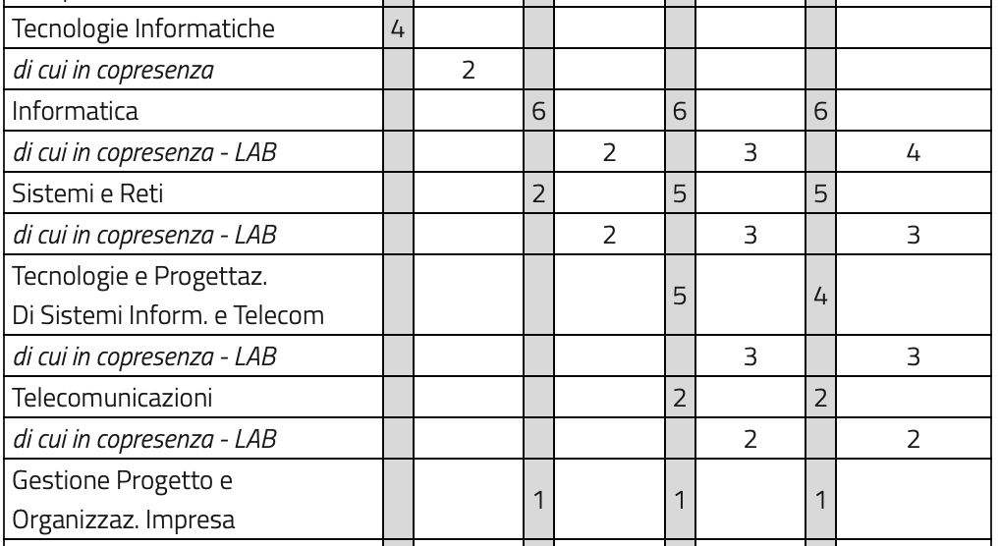 Tecnologie Informatiche 4
di cui in copresenza 2
Informatica 6 6 6
di cui in copresenza - LAB 2 3 4
Sistemi e Reti 2 5 5
di cui in copresenza - LAB 2 3 3
Tecnologie e Progettaz.
Di Sistemi Inform. e Telecom 5 4
di cui in copresenza - LAB 3 3
Telecomunicazioni 2 2
di cui in copresenza - LAB 2 2
Gestione Progetto e
Organizzaz. Impresa 1 1 1